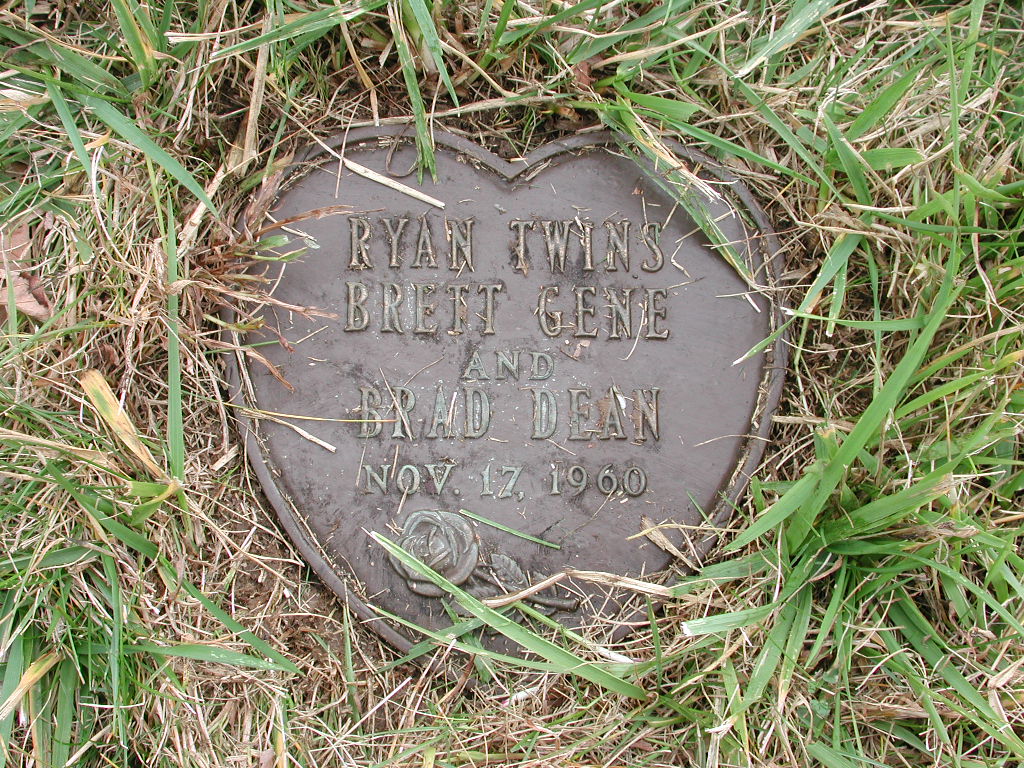 RYAN TWINS
BRETT GENE
AND
BRAD DEAN
NOV. 17, 1960